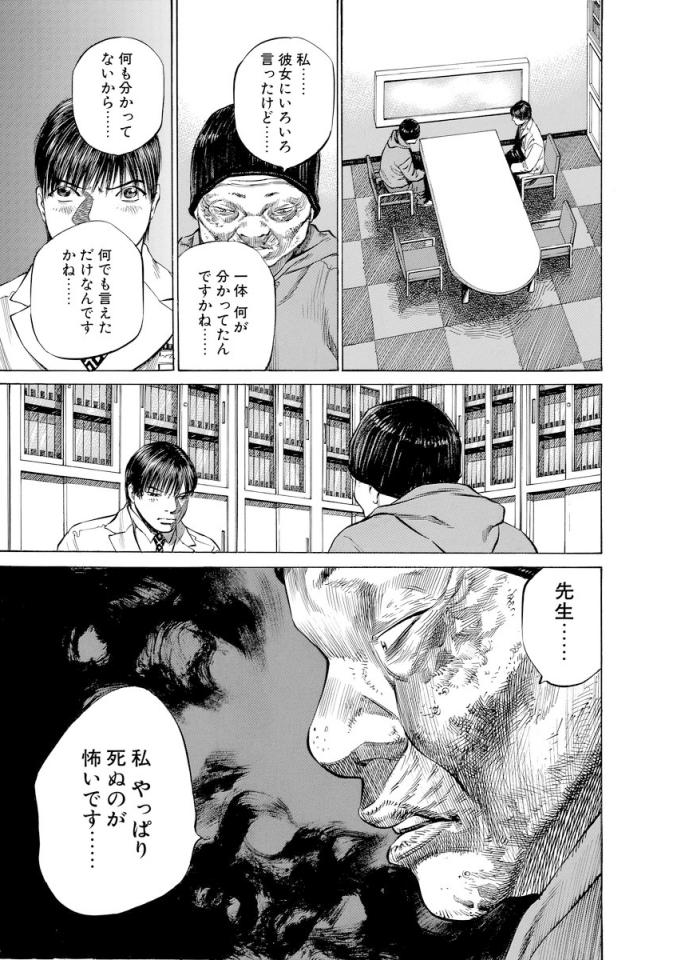 私……
彼女にいろいろ
言ったけど……
一体 何が
分かってたん
ですかね……
何も分かって
ないから……
何でも言えた
だけなんです
かね……
先生……
私 やっぱり
死ぬのが
怖いです……